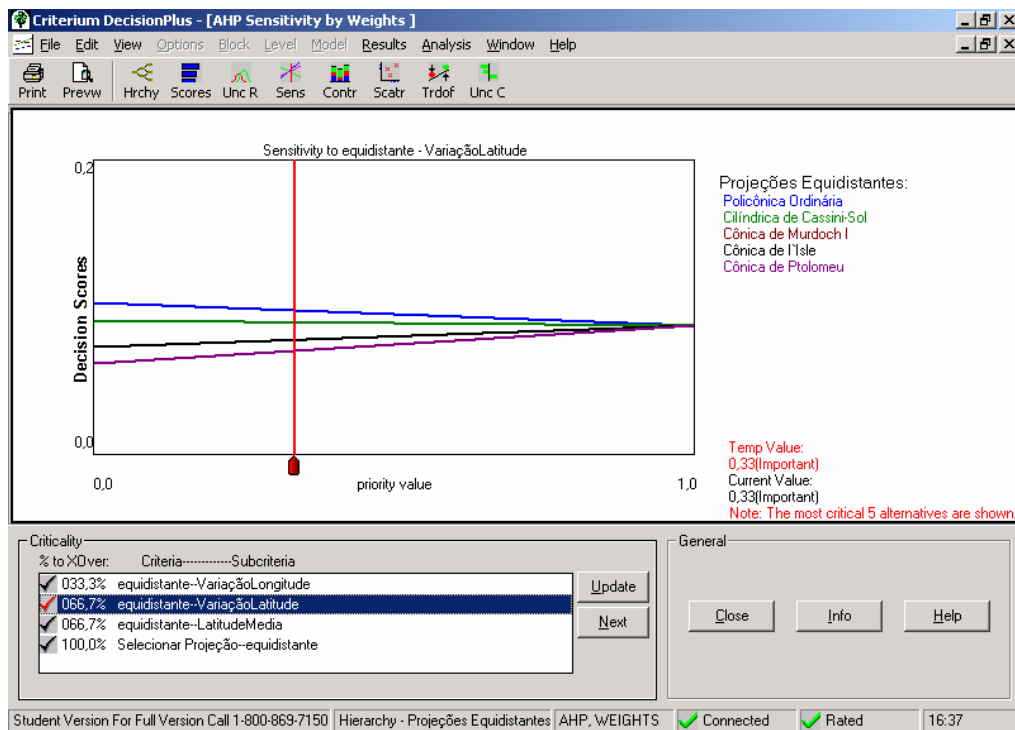 Criterium DecisionPlus - [AHP Sensitivity by Weights ]
File Edit View Options Block Level Model Results Analysis Window Help
Print Prevw Hrchy Scores Unc R Sens Contr Scatr Trdof Unc C
Sensitivity to equidistante - VariaçãoLatitude
0,2
Decision Scores
0,0
0,0 priority value 1,0
Projeções Equidistantes:
Policônica Ordinária
Cilíndrica de Cassini-Sol
Cônica de Murdoch I
Cônica de l`Isle
Cônica de Ptolomeu
Temp Value:
0,33(Important)
Current Value:
0,33(Important)
Note: The most critical 5 alternatives are shown.
Criticality
% to XOver: Criteria------------Subcriteria
033,3% equidistante--VariaçãoLongitude
066,7% equidistante--VariaçãoLatitude
066,7% equidistante--LatitudeMedia
100,0% Selecionar Projeção--equidistante
Update
Next
General
Close Info Help
Student Version For Full Version Call 1-800-869-7150 Hierarchy - Projeções Equidistantes AHP, WEIGHTS Connected Rated 16:37